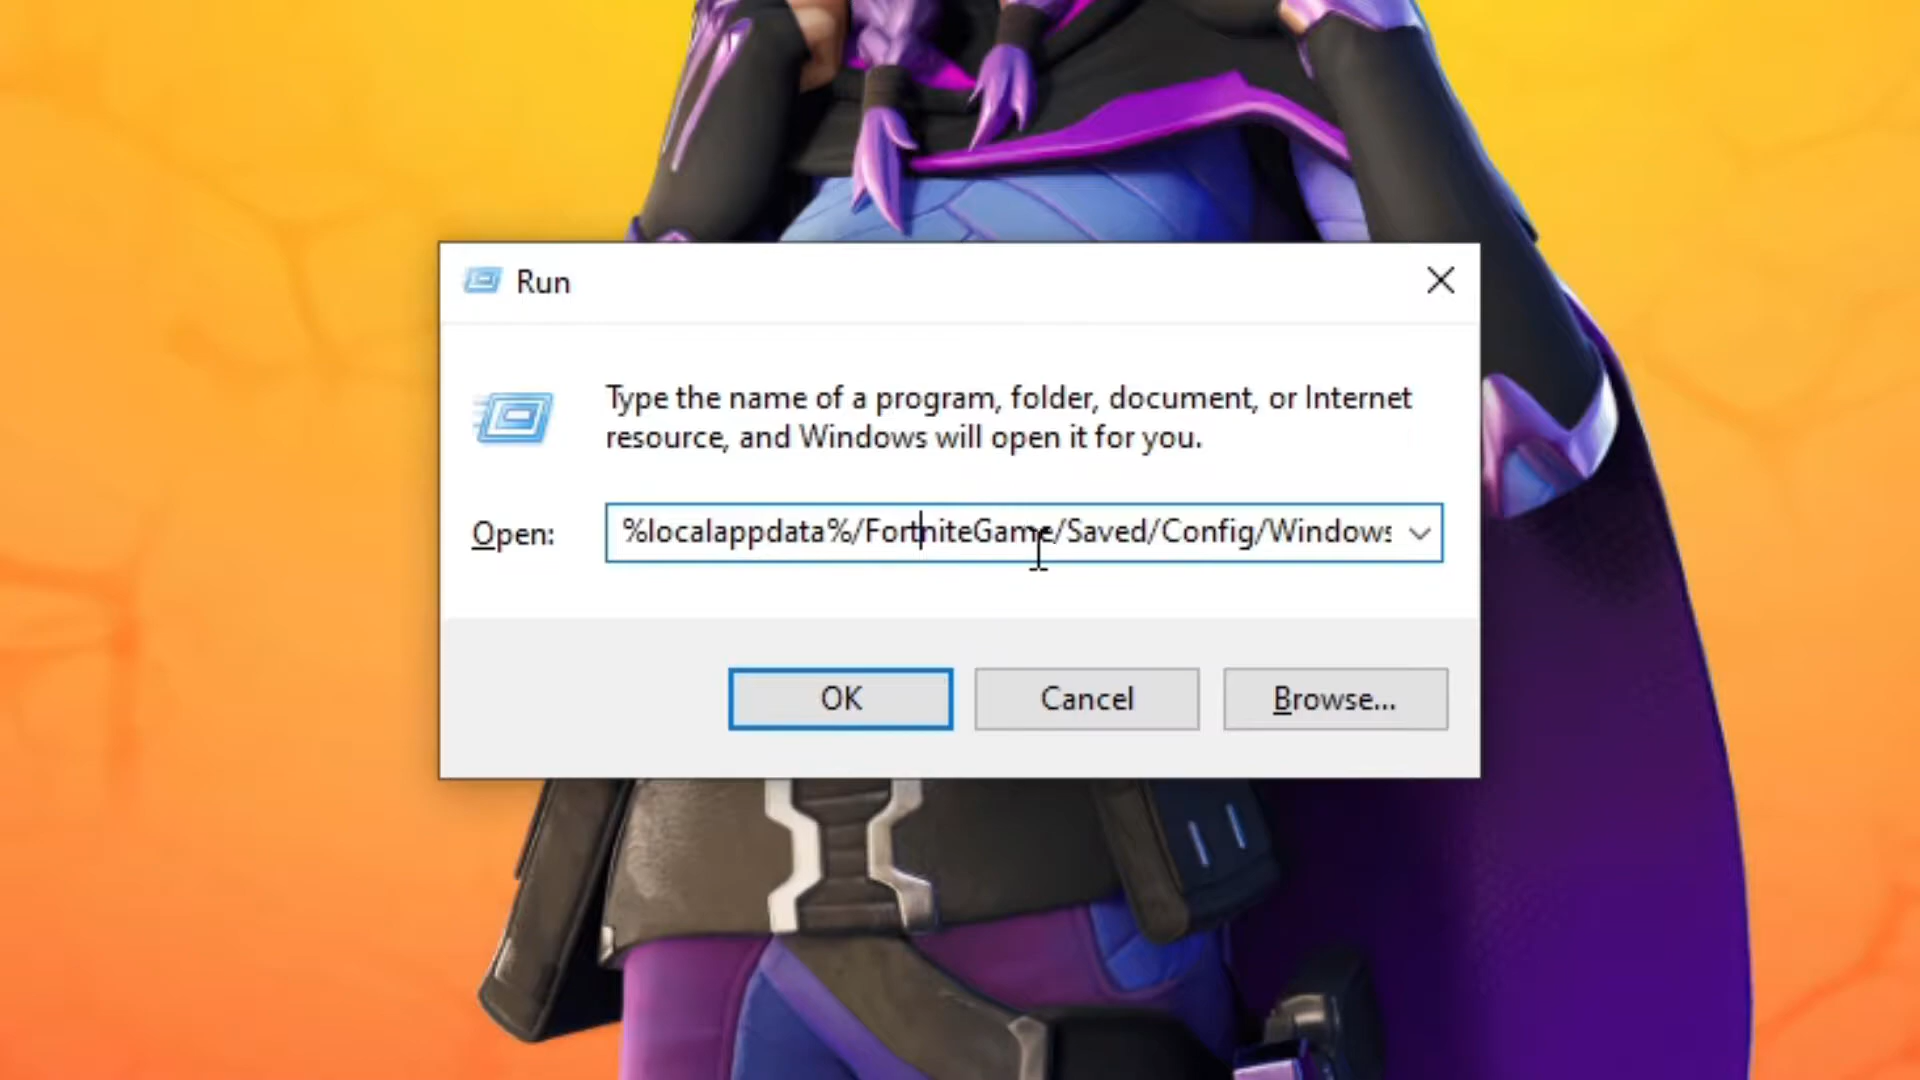 Run
Type the name of a program, folder, document, or Internet
resource, and Windows will open it for you.
Open:
%localappdata%/FortniteGame/Saved/Config/Windows
OK
Cancel
Browse...